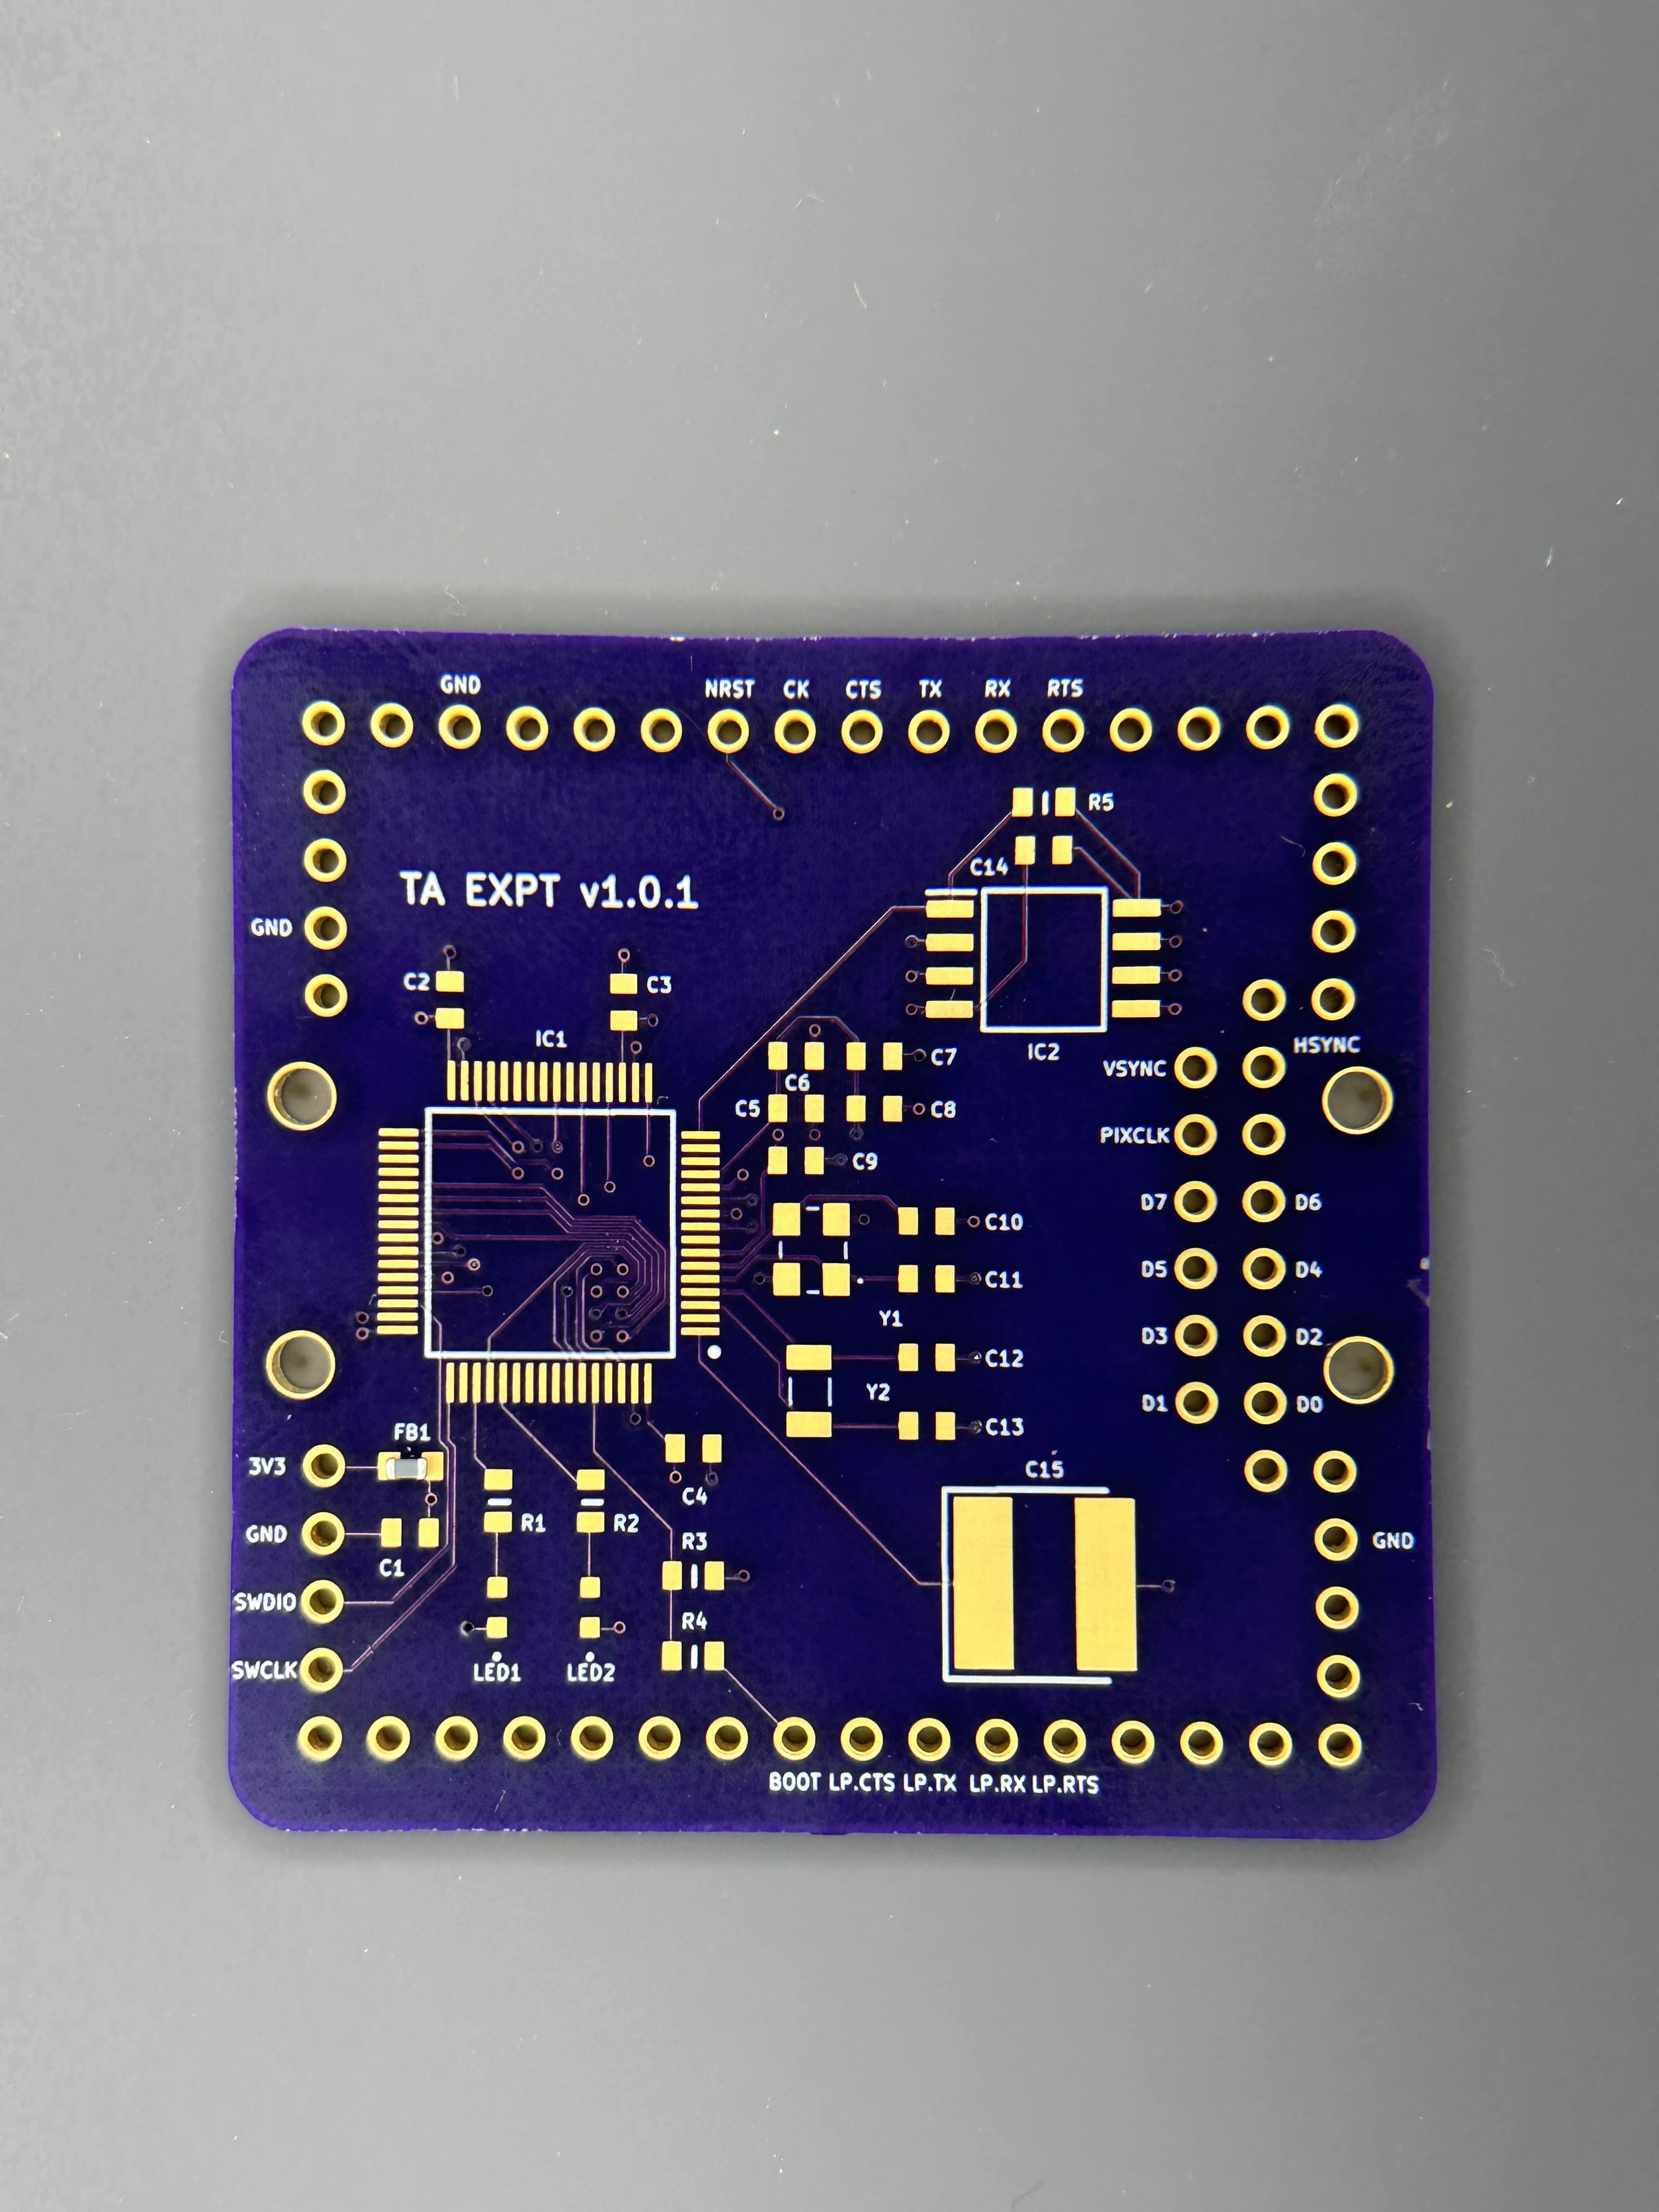 GND NRST CK CTS TX RX RTS
R5
C14
TA EXPT v1.0.1
GND
C2 C3
IC1 IC2
HSYNC
C7
VSYNC
C6
C5 C8
PIXCLK
C9
D7 D6
C10
D5 D4
C11
Y1
D3 D2
C12
Y2
D1 D0
C13
FB1
3V3
C15
C4
R1 R2
GND
R3
GND
C1
SWDIO
R4
SWCLK
LED1 LED2
BOOT LP.CTS LP.TX LP.RX LP.RTS